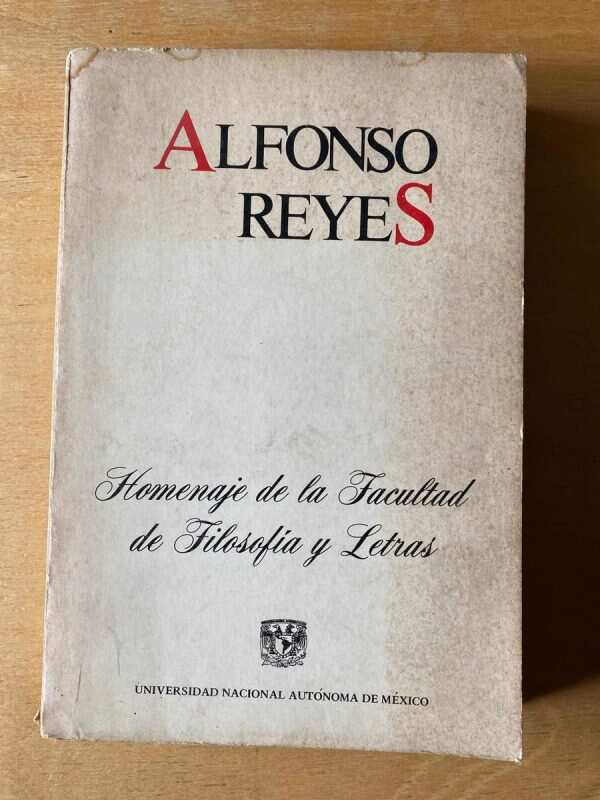 ALFONSO
REYES
Homenaje de la Facultad
de Filosofía y Letras
UNIVERSIDAD NACIONAL AUTÓNOMA DE MÉXICO